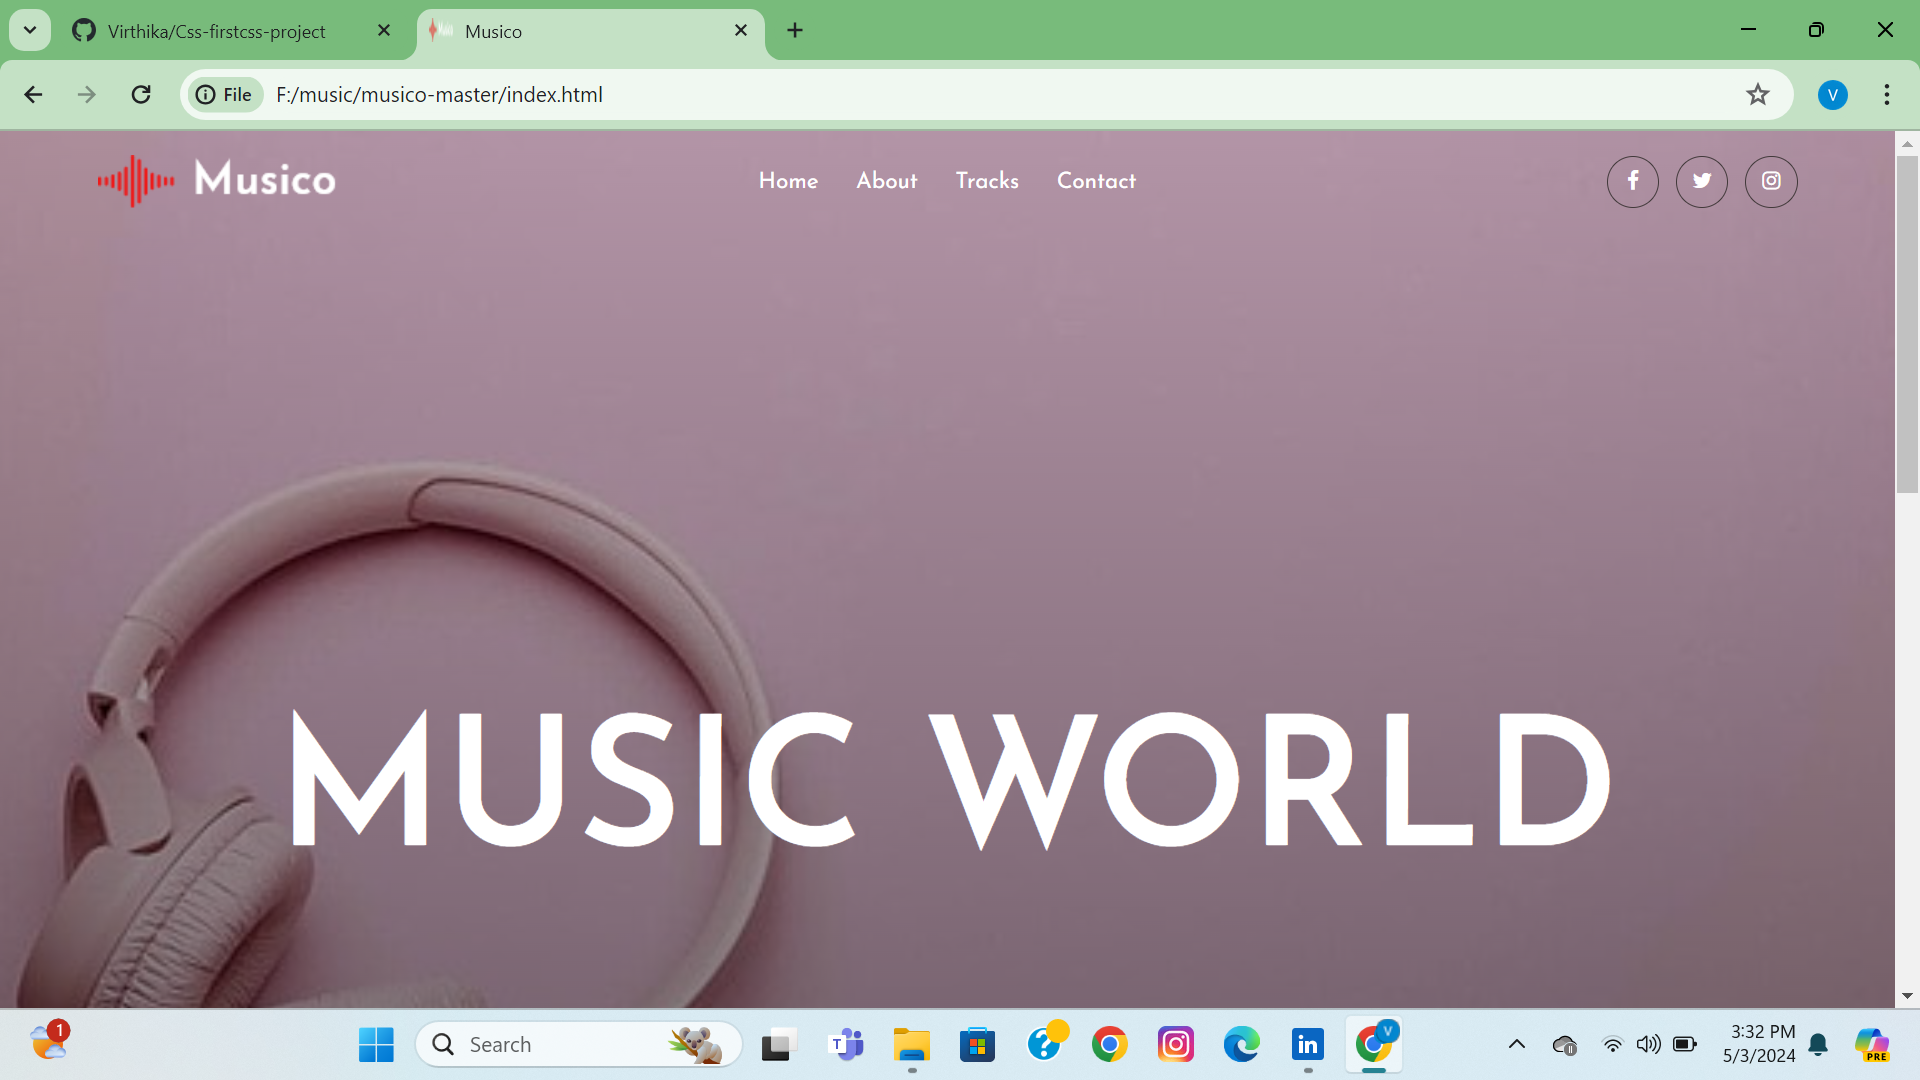 Virthika/Css-firstcss-project
Musico
File
F:/music/musico-master/index.html
V
Musico
Home
About
Tracks
Contact
MUSIC WORLD
1
Search
T
in
V
3:32 PM
5/3/2024
PRE